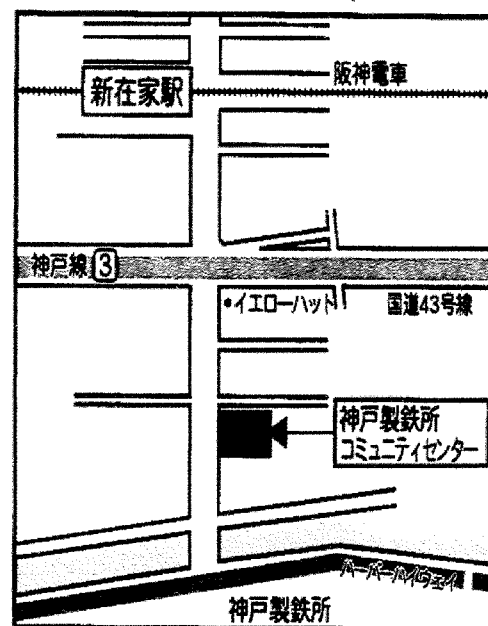 阪神電車
新在家駅
神戸線 3
•イエローハット
国道43号線
神戸製鉄所
コミュニティセンター
ハーバーハイウェイ
神戸製鉄所